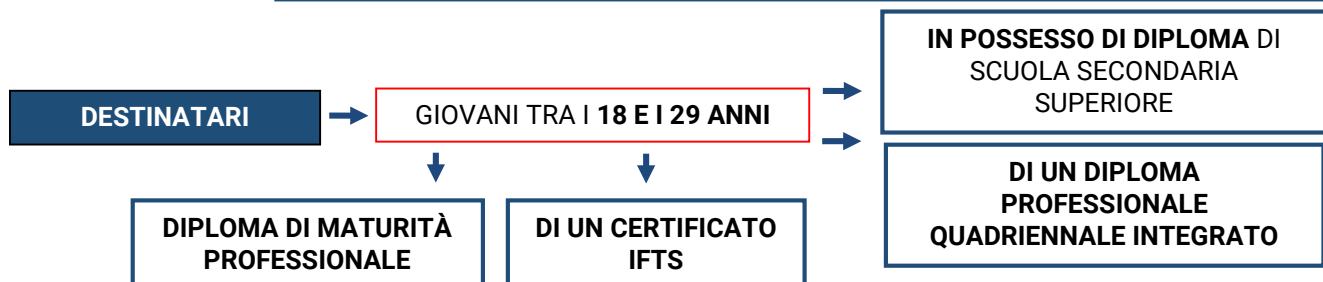 DESTINATARI
GIOVANI TRA I 18 E I 29 ANNI
IN POSSESSO DI DIPLOMA DI
SCUOLA SECONDARIA
SUPERIORE
DI UN DIPLOMA
PROFESSIONALE
QUADRIENNALE INTEGRATO
DIPLOMA DI MATURITÀ
PROFESSIONALE
DI UN CERTIFICATO
IFTS